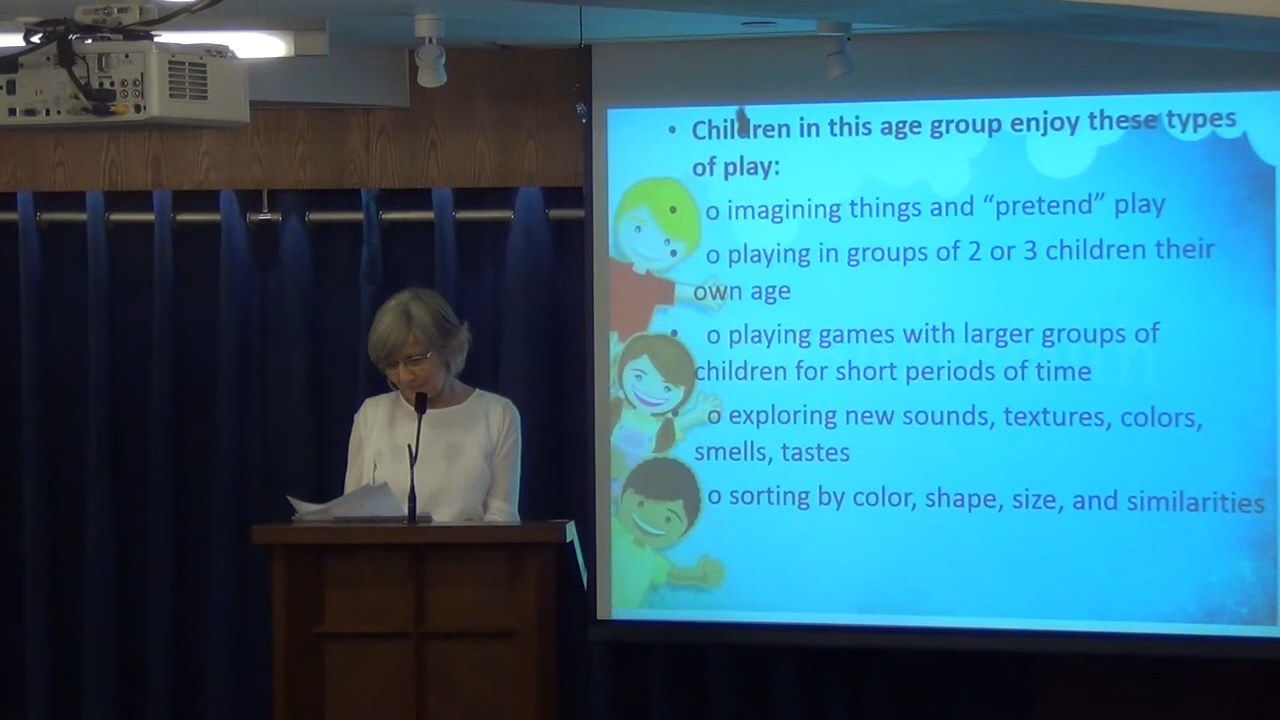 • Children in this age group enjoy these types
of play:
• o imagining things and “pretend” play
• o playing in groups of 2 or 3 children their
own age
• o playing games with larger groups of
children for short periods of time
o exploring new sounds, textures, colors,
smells, tastes
o sorting by color, shape, size, and similarities